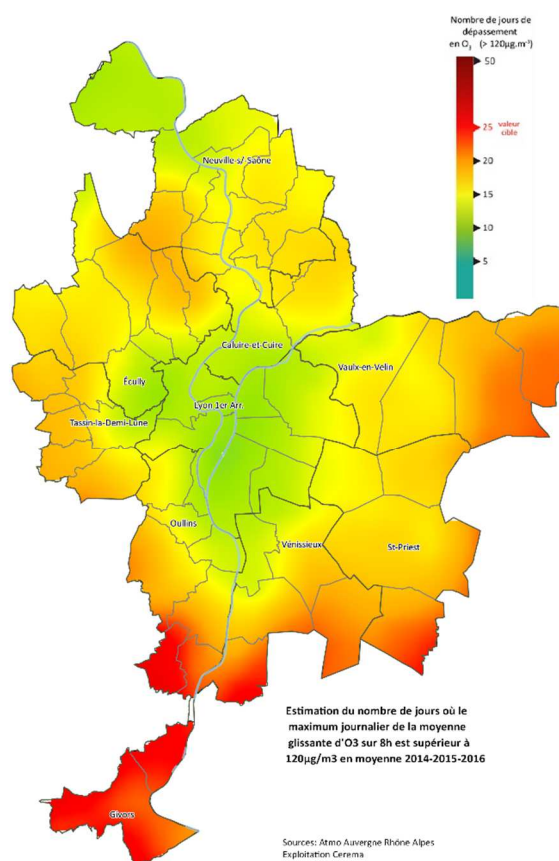 Nombre de jours de
dépassement
en O3 (> 120µg.m-3)
50
25 valeur
cible
20
15
10
5
Neuville-s/ Saône
Caluire-et-Cuire
Vaulx-en-Velin
Écully
Lyon 1er Arr.
Tassin-la-Demi-Lune
Oullins
Vénissieux
St-Priest
Givors
Estimation du nombre de jours où le
maximum journalier de la moyenne
glissante d'O3 sur 8h est supérieur à
120µg/m3 en moyenne 2014-2015-2016
Sources: Atmo Auvergne Rhône Alpes
Exploitation Cerema